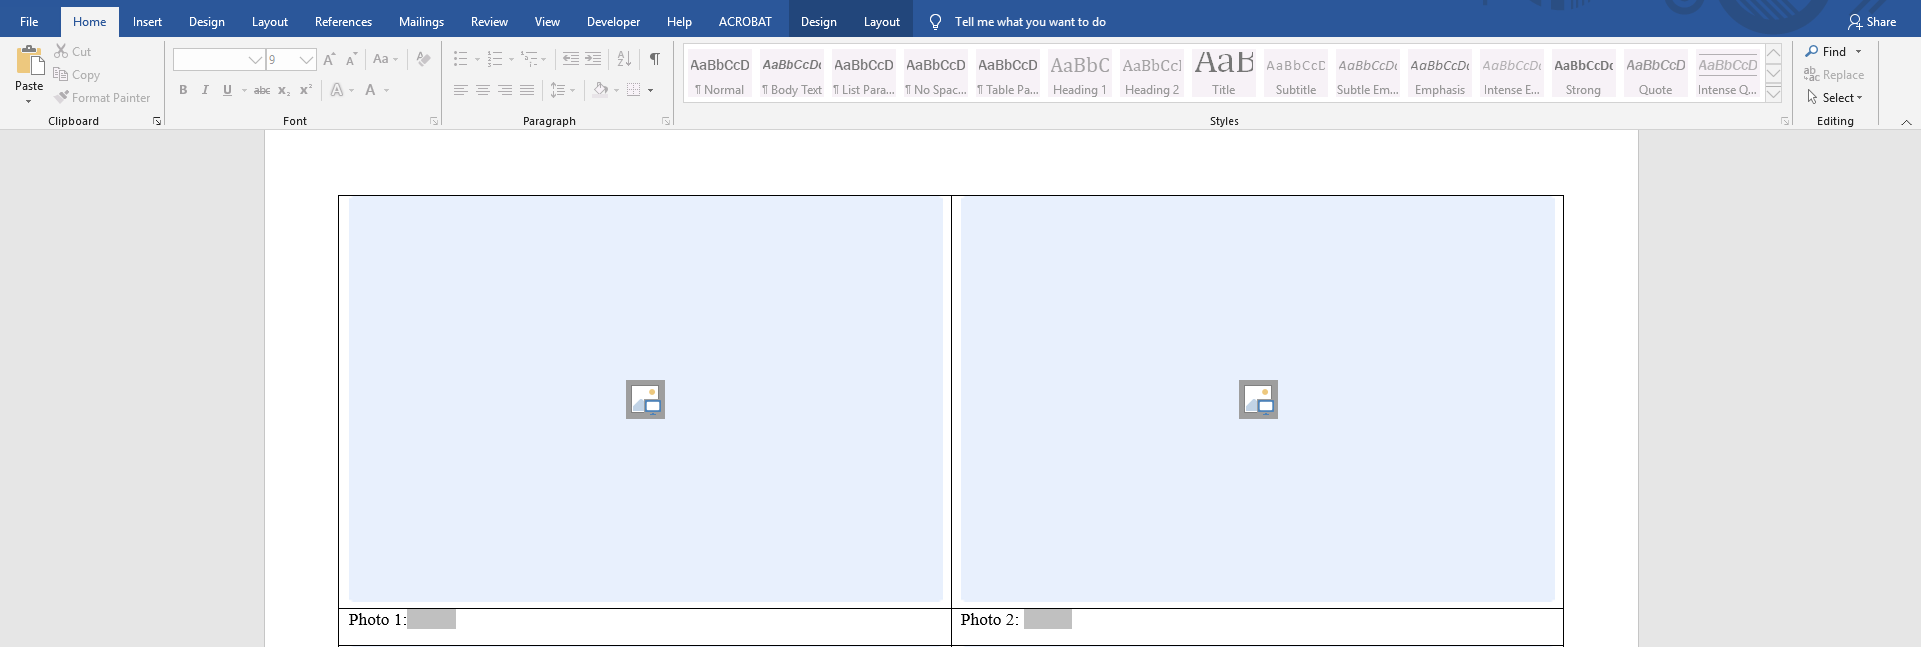 File Home Insert Design Layout References Mailings Review View Developer Help ACROBAT Design Layout Tell me what you want to do Share
Paste
Cut
Copy
Format Painter
Clipboard
9
Aa
B I U abc x₂ x² A A
Font
Paragraph
AaBbCcD AaBbCcDc AaBbCcD AaBbCcD AaBbCcD AaBbC AaBbCcI AaB AaBbCcD AaBbCcDc AaBbCcDc AaBbCcDc AaBbCcDc AaBbCcD AaBbCcD
¶ Normal ¶ Body Text ¶ List Para... ¶ No Spac... ¶ Table Pa... Heading 1 Heading 2 Title Subtitle Subtle Em... Emphasis Intense E... Strong Quote Intense Q...
Styles
Find
Replace
Select
Editing
Photo 1:
Photo 2: